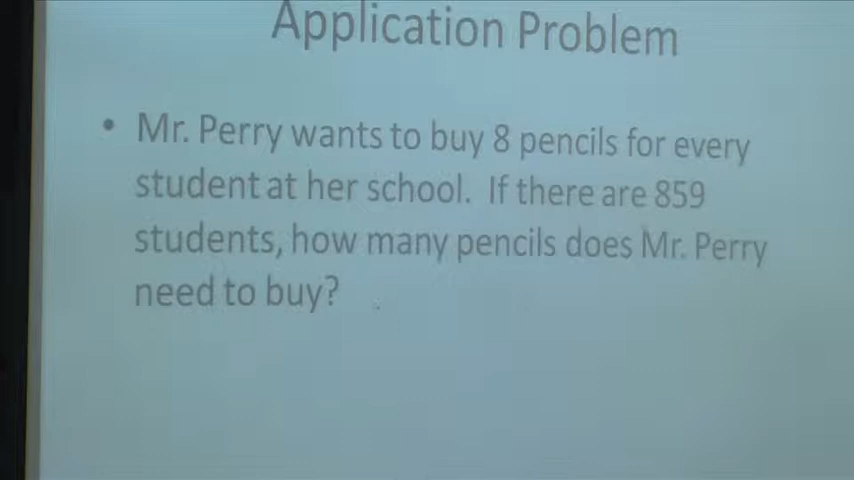 Application Problem
• Mr. Perry wants to buy 8 pencils for every
student at her school. If there are 859
students, how many pencils does Mr. Perry
need to buy?